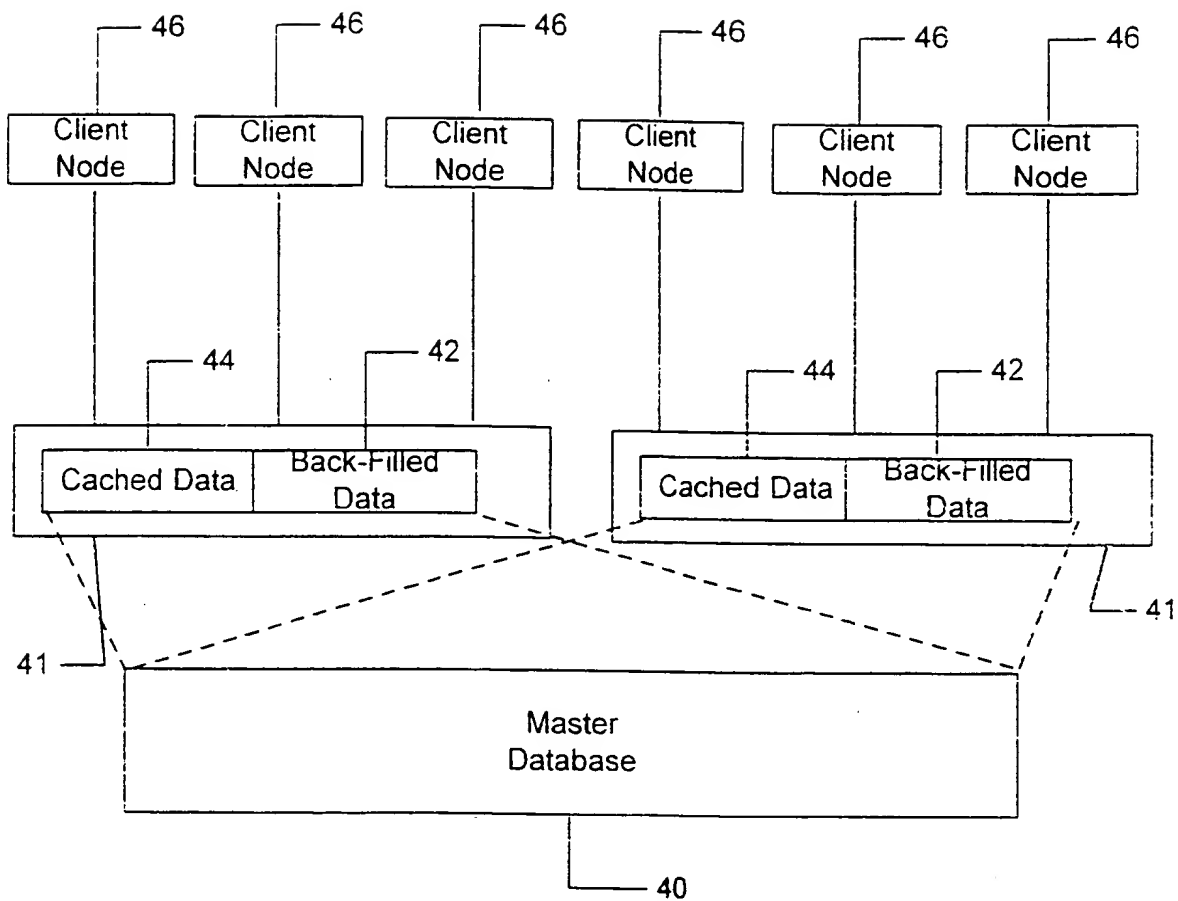 46 46 46 46 46 46
Client Node
Client Node
Client Node
Client Node
Client Node
Client Node
44 42 44 42
Cached Data
Back-Filled Data
Cached Data
Back-Filled Data
41
41
Master
Database
40